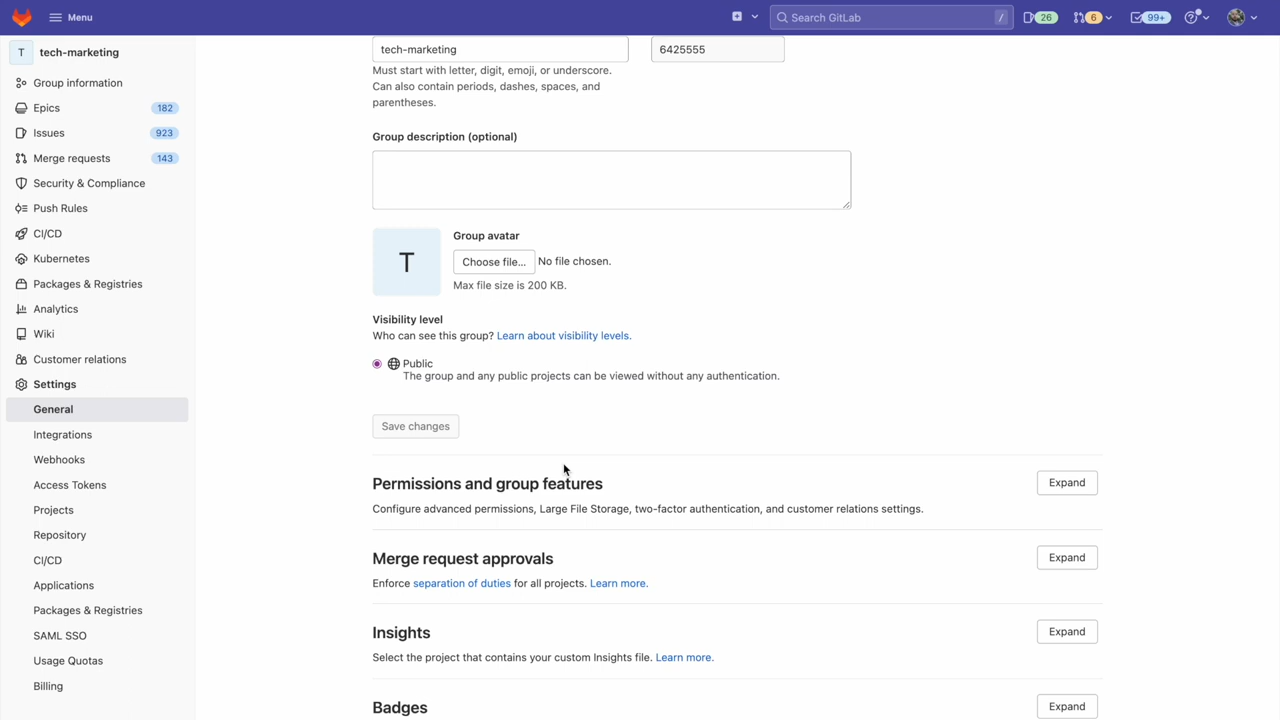 Menu
Search GitLab
/
26
6
99+
T
tech-marketing
Group information
Epics
182
Issues
923
Merge requests
143
Security & Compliance
Push Rules
CI/CD
Kubernetes
Packages & Registries
Analytics
Wiki
Customer relations
Settings
General
Integrations
Webhooks
Access Tokens
Projects
Repository
CI/CD
Applications
Packages & Registries
SAML SSO
Usage Quotas
Billing
tech-marketing
6425555
Must start with letter, digit, emoji, or underscore.
Can also contain periods, dashes, spaces, and
parentheses.
Group description (optional)
T
Group avatar
Choose file...
No file chosen.
Max file size is 200 KB.
Visibility level
Who can see this group? Learn about visibility levels.
Public
The group and any public projects can be viewed without any authentication.
Save changes
Permissions and group features
Expand
Configure advanced permissions, Large File Storage, two-factor authentication, and customer relations settings.
Merge request approvals
Expand
Enforce separation of duties for all projects. Learn more.
Insights
Expand
Select the project that contains your custom Insights file. Learn more.
Badges
Expand